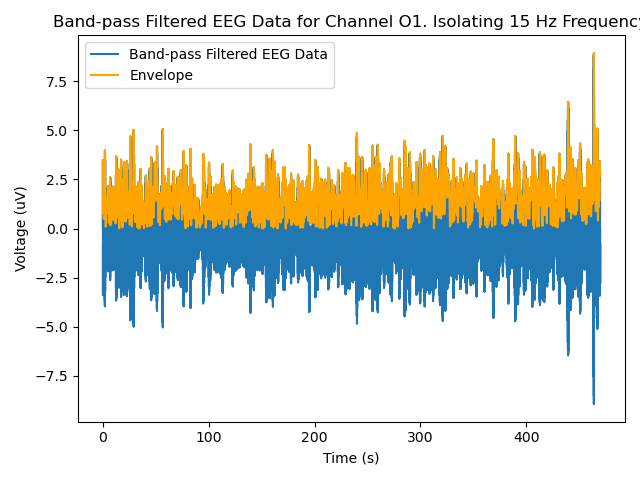 Band-pass Filtered EEG Data for Channel O1. Isolating 15 Hz Frequency
Band-pass Filtered EEG Data
Envelope
7.5
5.0
2.5
0.0
−2.5
−5.0
−7.5
Voltage (uV)
0
100
200
300
400
Time (s)